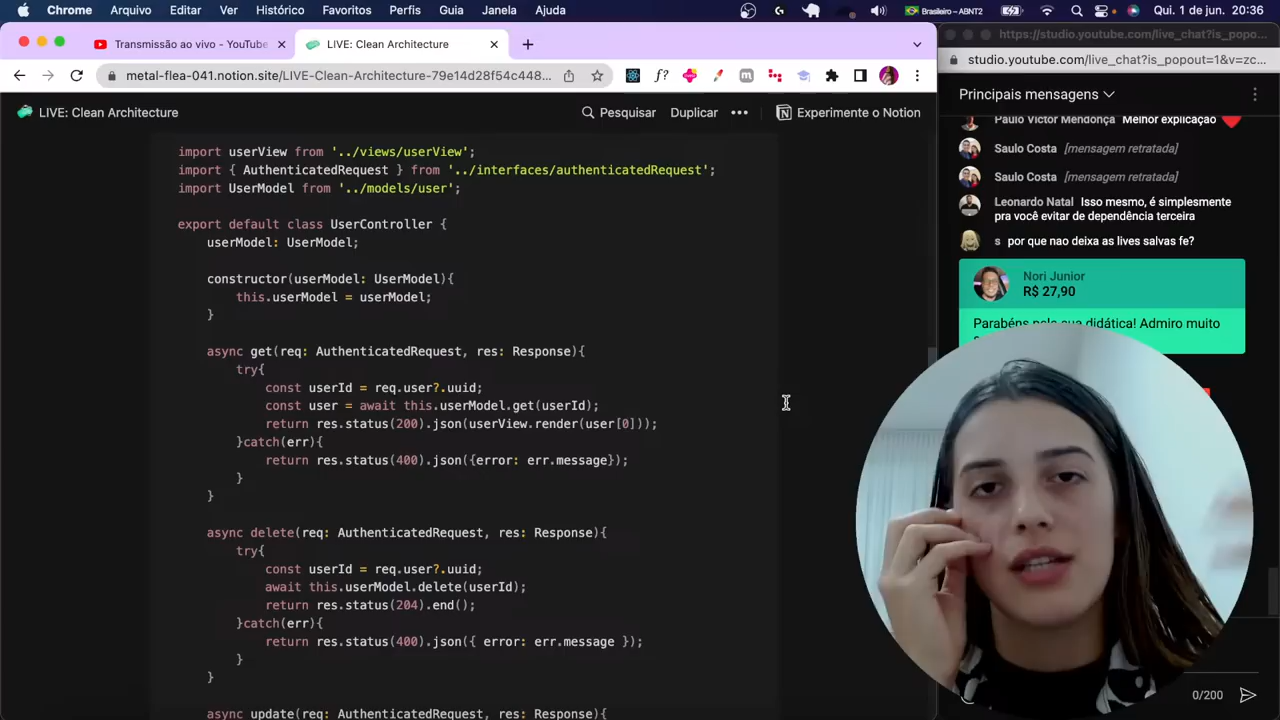 Chrome Arquivo Editar Ver Histórico Favoritos Perfis Guia Janela Ajuda
Brasileiro – ABNT2
Qui. 1 de jun. 20:36
Transmissão ao vivo - YouTube
LIVE: Clean Architecture
https://studio.youtube.com/live_chat?is_po...
metal-flea-041.notion.site/LIVE-Clean-Architecture-79e14d28f54c448...
studio.youtube.com/live_chat?is_popout=1&v=zc...
LIVE: Clean Architecture
Pesquisar Duplicar ••• Experimente o Notion
import userView from '../views/userView';
import { AuthenticatedRequest } from '../interfaces/authenticatedRequest';
import UserModel from '../models/user';
export default class UserController {
userModel: UserModel;
constructor(userModel: UserModel){
this.userModel = userModel;
}
async get(req: AuthenticatedRequest, res: Response){
try{
const userId = req.user?.uuid;
const user = await this.userModel.get(userId);
return res.status(200).json(userView.render(user[0]));
}catch(err){
return res.status(400).json({error: err.message});
}
}
async delete(req: AuthenticatedRequest, res: Response){
try{
const userId = req.user?.uuid;
await this.userModel.delete(userId);
return res.status(204).end();
}catch(err){
return res.status(400).json({ error: err.message });
}
}
async update(req: AuthenticatedRequest, res: Response){
Principais mensagens
Paulo Victor Mendonça Melhor explicação
Saulo Costa [mensagem retratada]
Saulo Costa [mensagem retratada]
Leonardo Natal Isso mesmo, é simplesmente
pra você evitar de dependência terceira
s por que nao deixa as lives salvas fe?
Nori Junior
R$ 27,90
Parabéns pela sua didática! Admiro muito
0/200